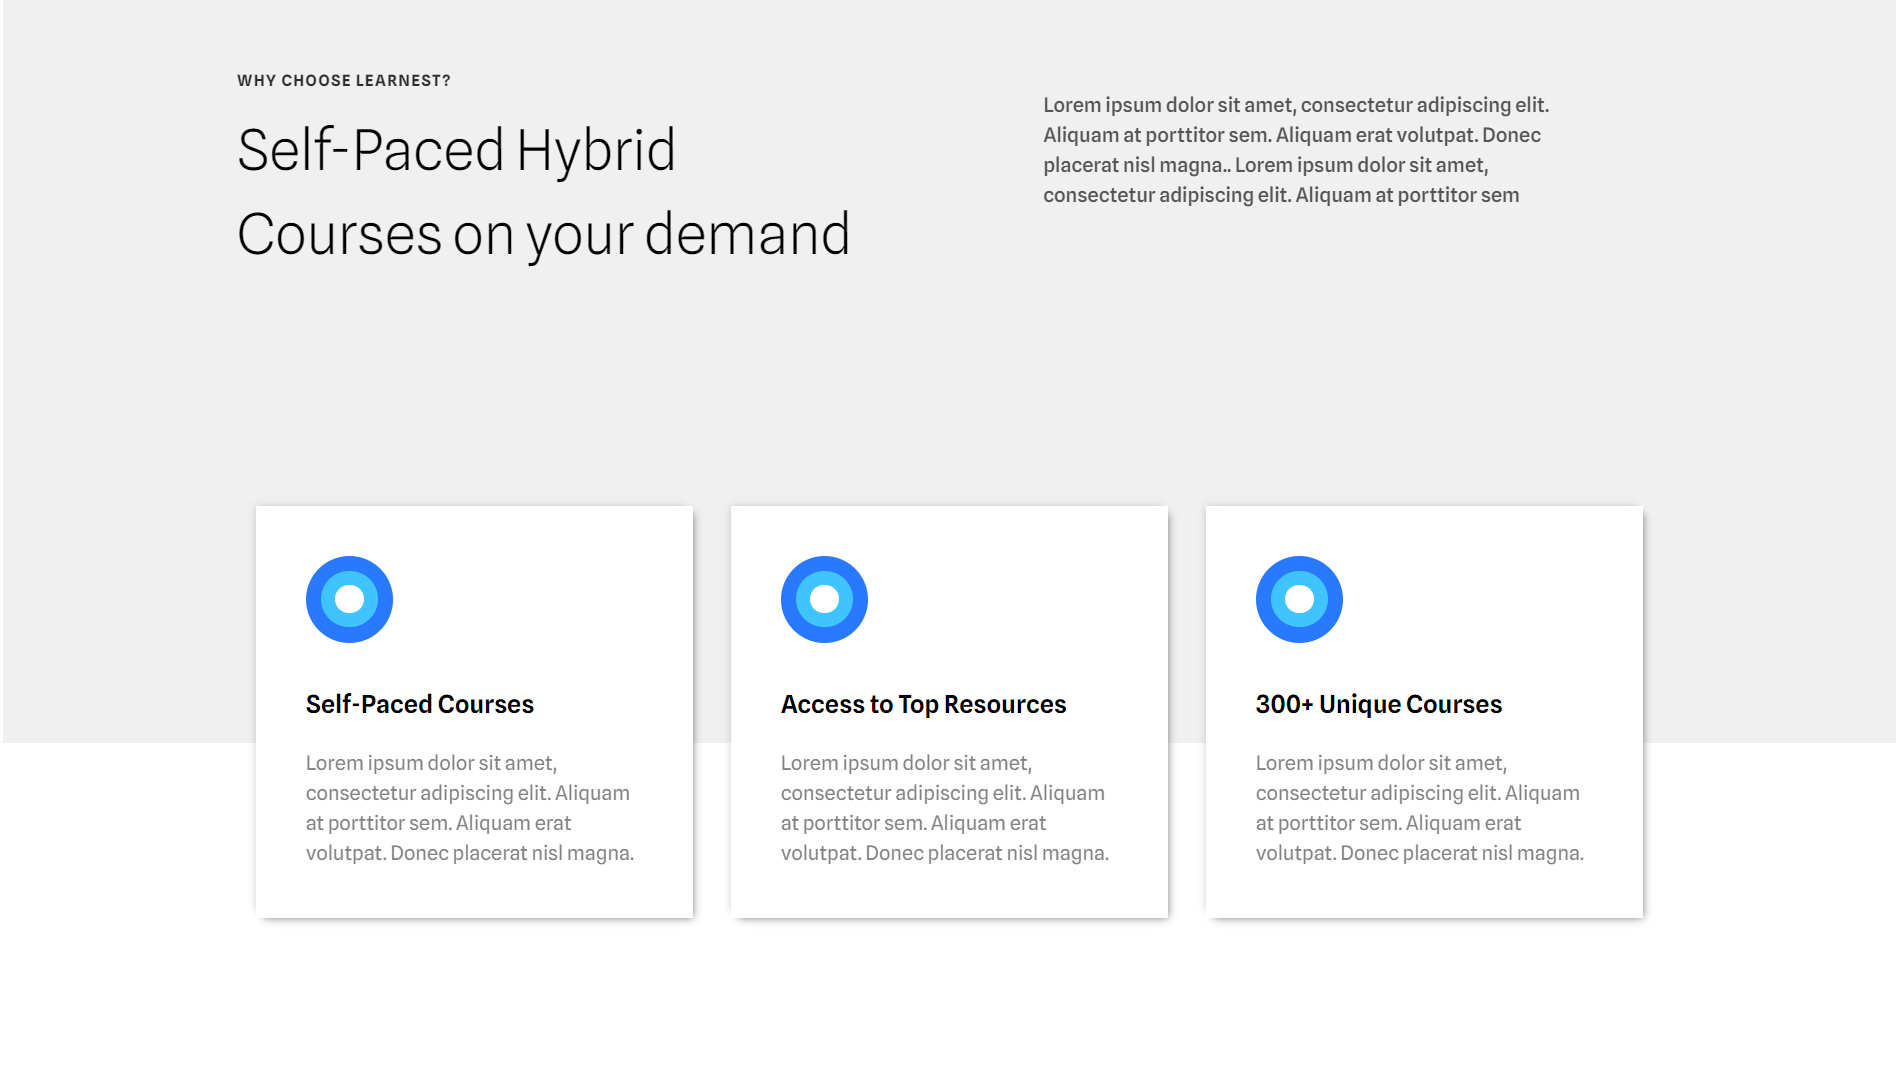 WHY CHOOSE LEARNEST?
Self-Paced Hybrid
Courses on your demand
Lorem ipsum dolor sit amet, consectetur adipiscing elit.
Aliquam at porttitor sem. Aliquam erat volutpat. Donec
placerat nisl magna.. Lorem ipsum dolor sit amet,
consectetur adipiscing elit. Aliquam at porttitor sem
Self-Paced Courses
Lorem ipsum dolor sit amet,
consectetur adipiscing elit. Aliquam
at porttitor sem. Aliquam erat
volutpat. Donec placerat nisl magna.
Access to Top Resources
Lorem ipsum dolor sit amet,
consectetur adipiscing elit. Aliquam
at porttitor sem. Aliquam erat
volutpat. Donec placerat nisl magna.
300+ Unique Courses
Lorem ipsum dolor sit amet,
consectetur adipiscing elit. Aliquam
at porttitor sem. Aliquam erat
volutpat. Donec placerat nisl magna.